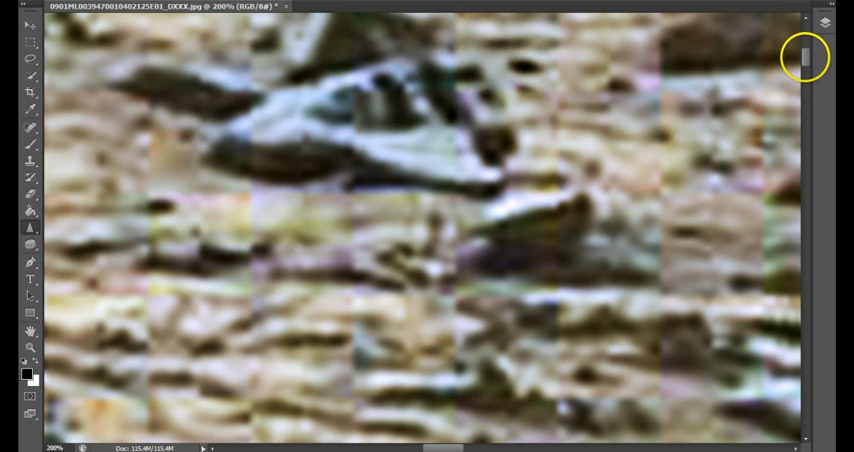 0901ML0039470010402125E01_DXXX.jpg @ 200% (RGB/8#) * ×
200% Doc: 115.4M/115.4M